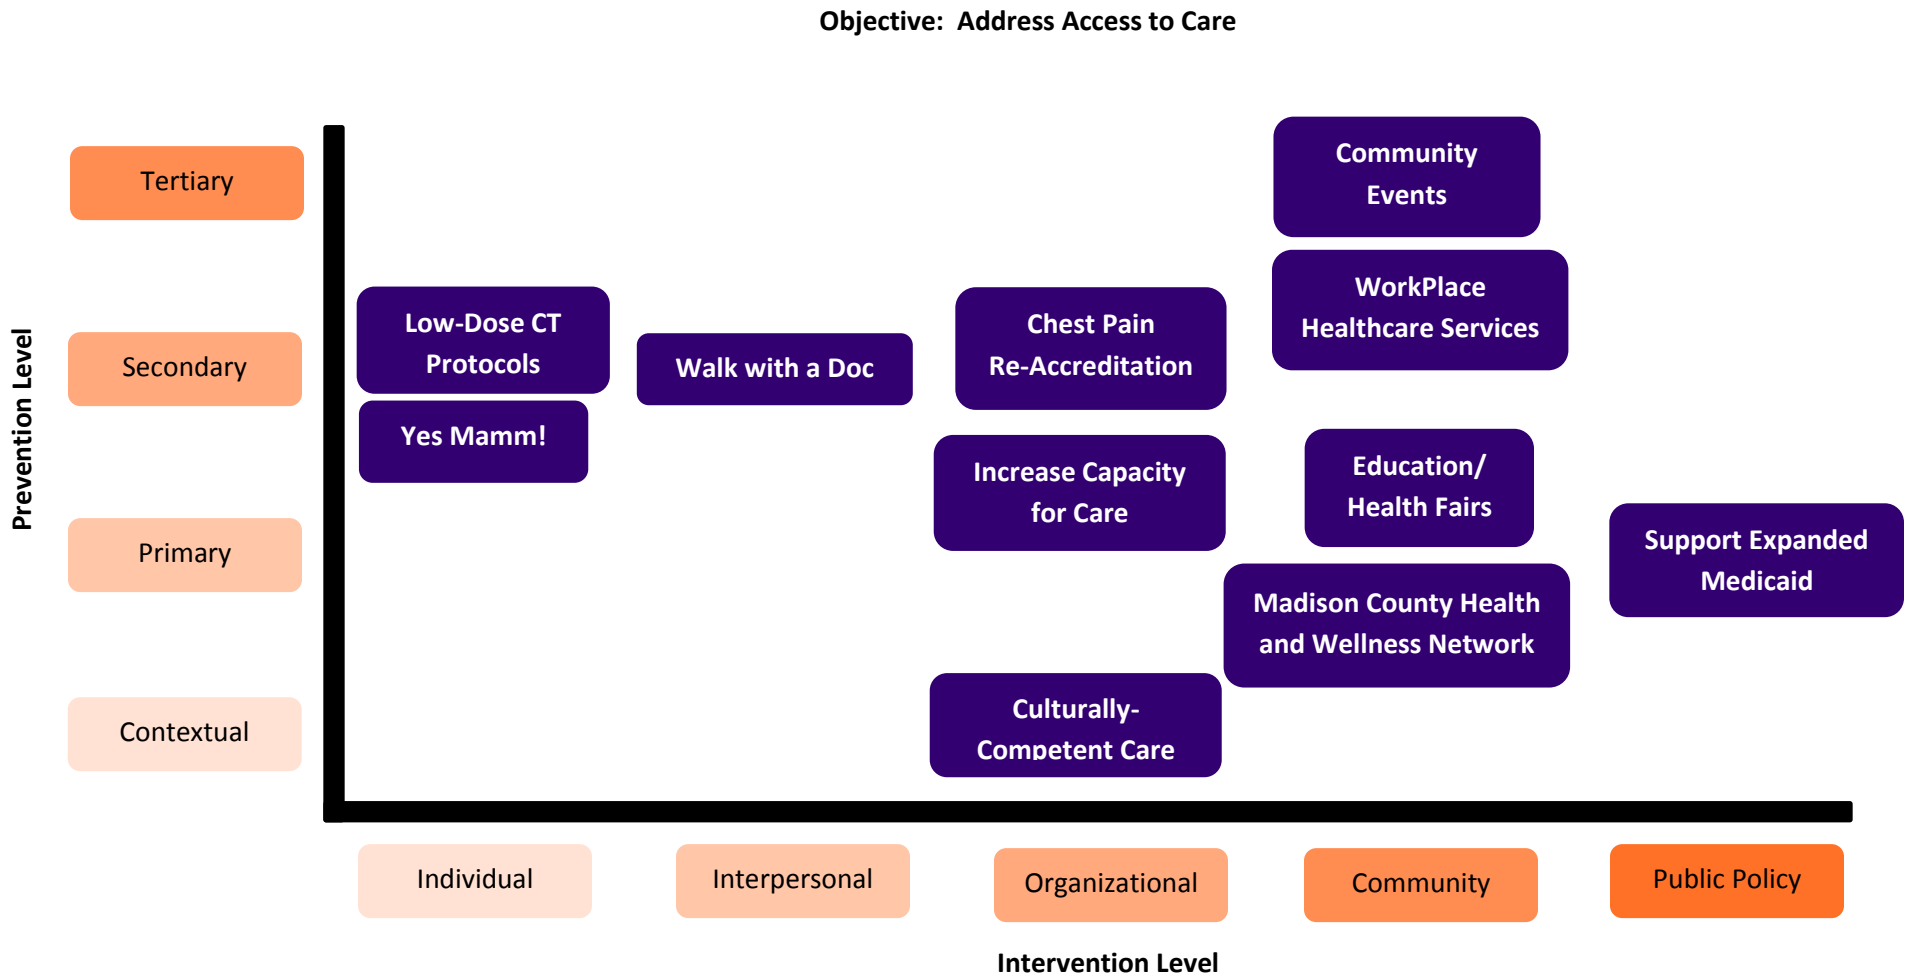 Objective:  Address Access to Care
Prevention Level
Tertiary
Secondary
Primary
Contextual
Community
Events
WorkPlace
Healthcare Services
Low-Dose CT
Protocols
Walk with a Doc
Chest Pain
Re-Accreditation
Yes Mamm!
Increase Capacity
for Care
Education/
Health Fairs
Support Expanded
Medicaid
Madison County Health
and Wellness Network
Culturally-
Competent Care
Individual
Interpersonal
Organizational
Community
Public Policy
Intervention Level